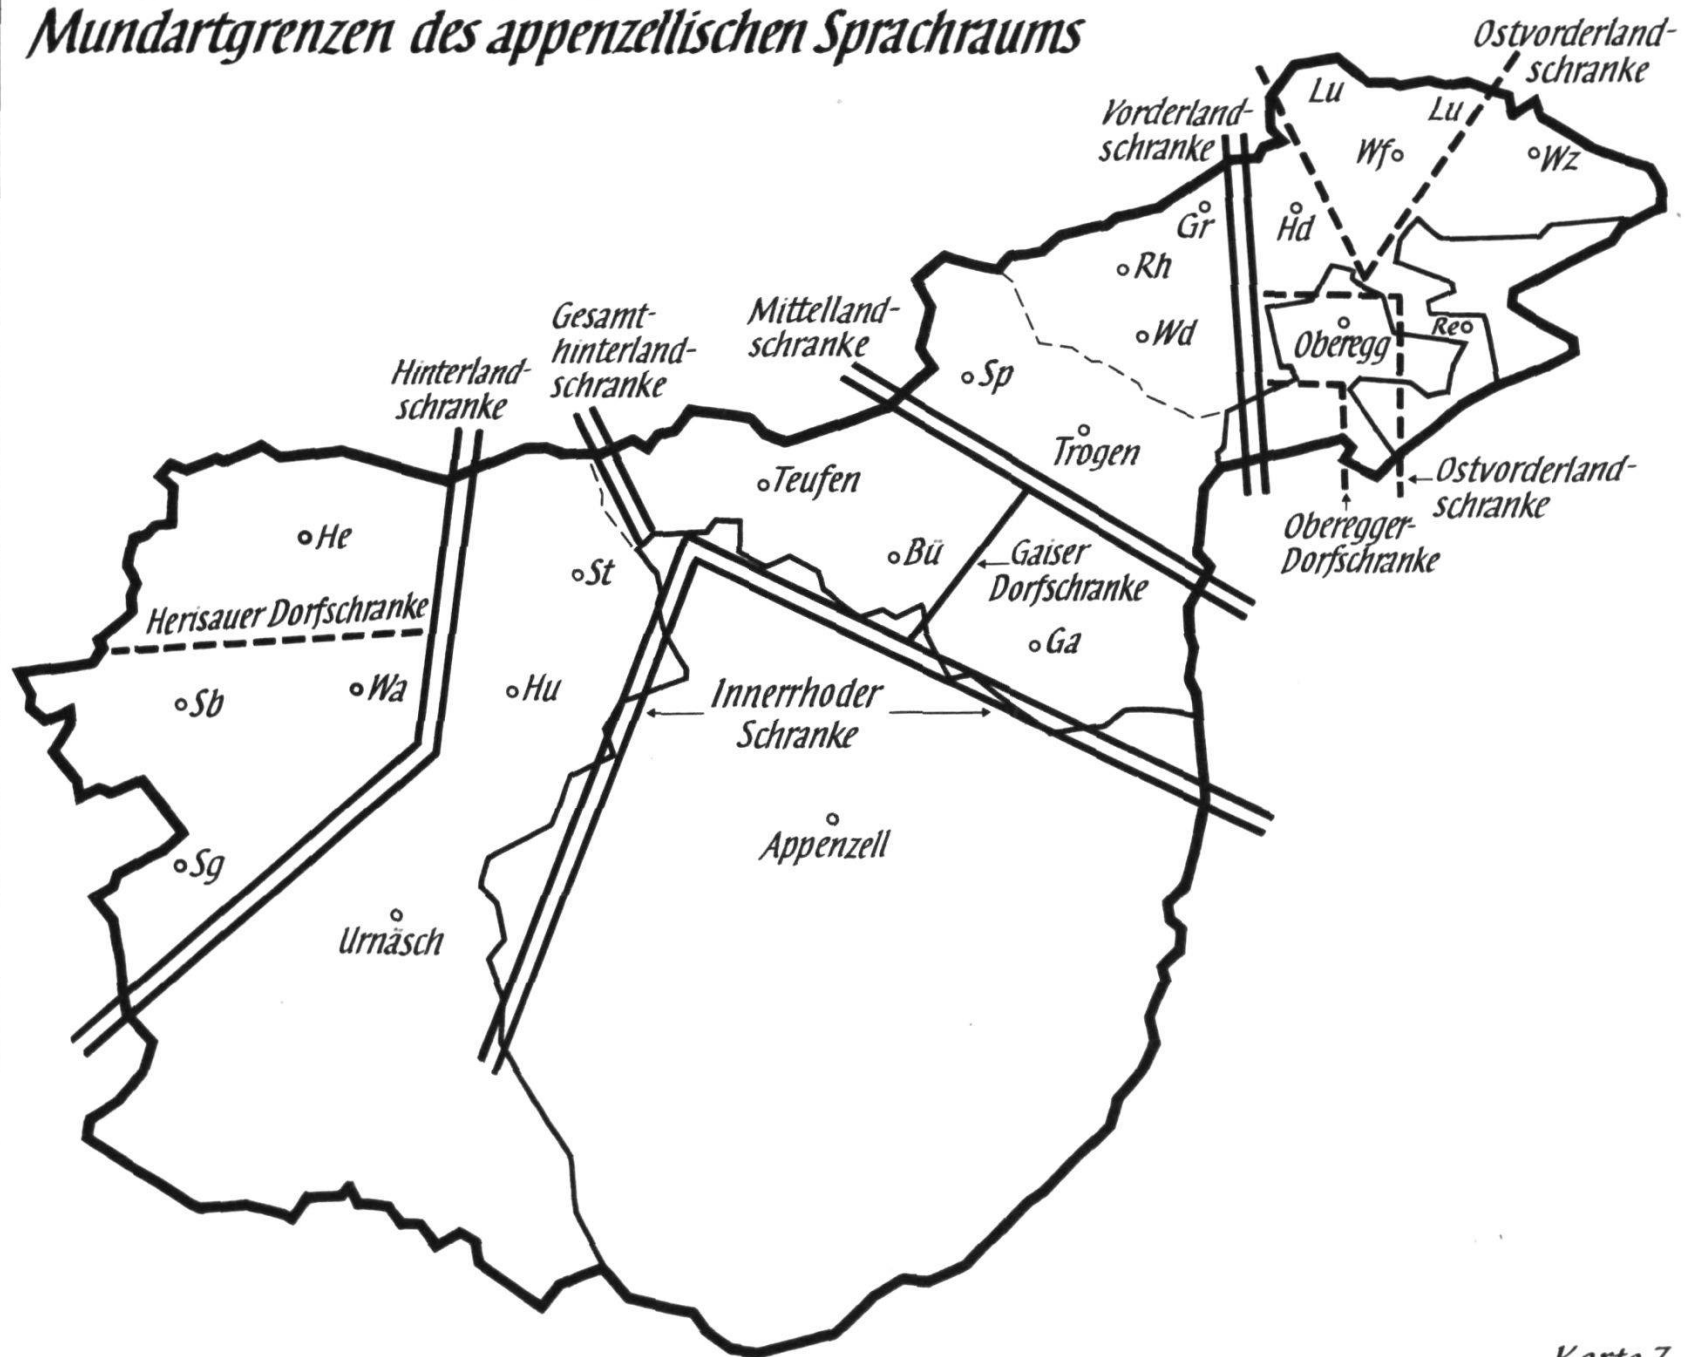 Mundartgrenzen des appenzellischen Sprachraums
Ostvorderland-
schranke
Vorderland-
schranke
Lu
Lu
Wf
Wz
Gr
Hd
Rh
Wd
Oberegg
Re
Gesamt-
hinterland-
schranke
Mittelland-
schranke
Hinterland-
schranke
Sp
Trogen
Teufen
Ostvorderland-
schranke
Oberegger-
Dorfschranke
He
St
Bü
Gaiser
Dorfschranke
Herisauer Dorfschranke
Ga
Sb
Wa
Hu
Innerrhoder
Schranke
Appenzell
Sg
Urnäsch
Karte 7